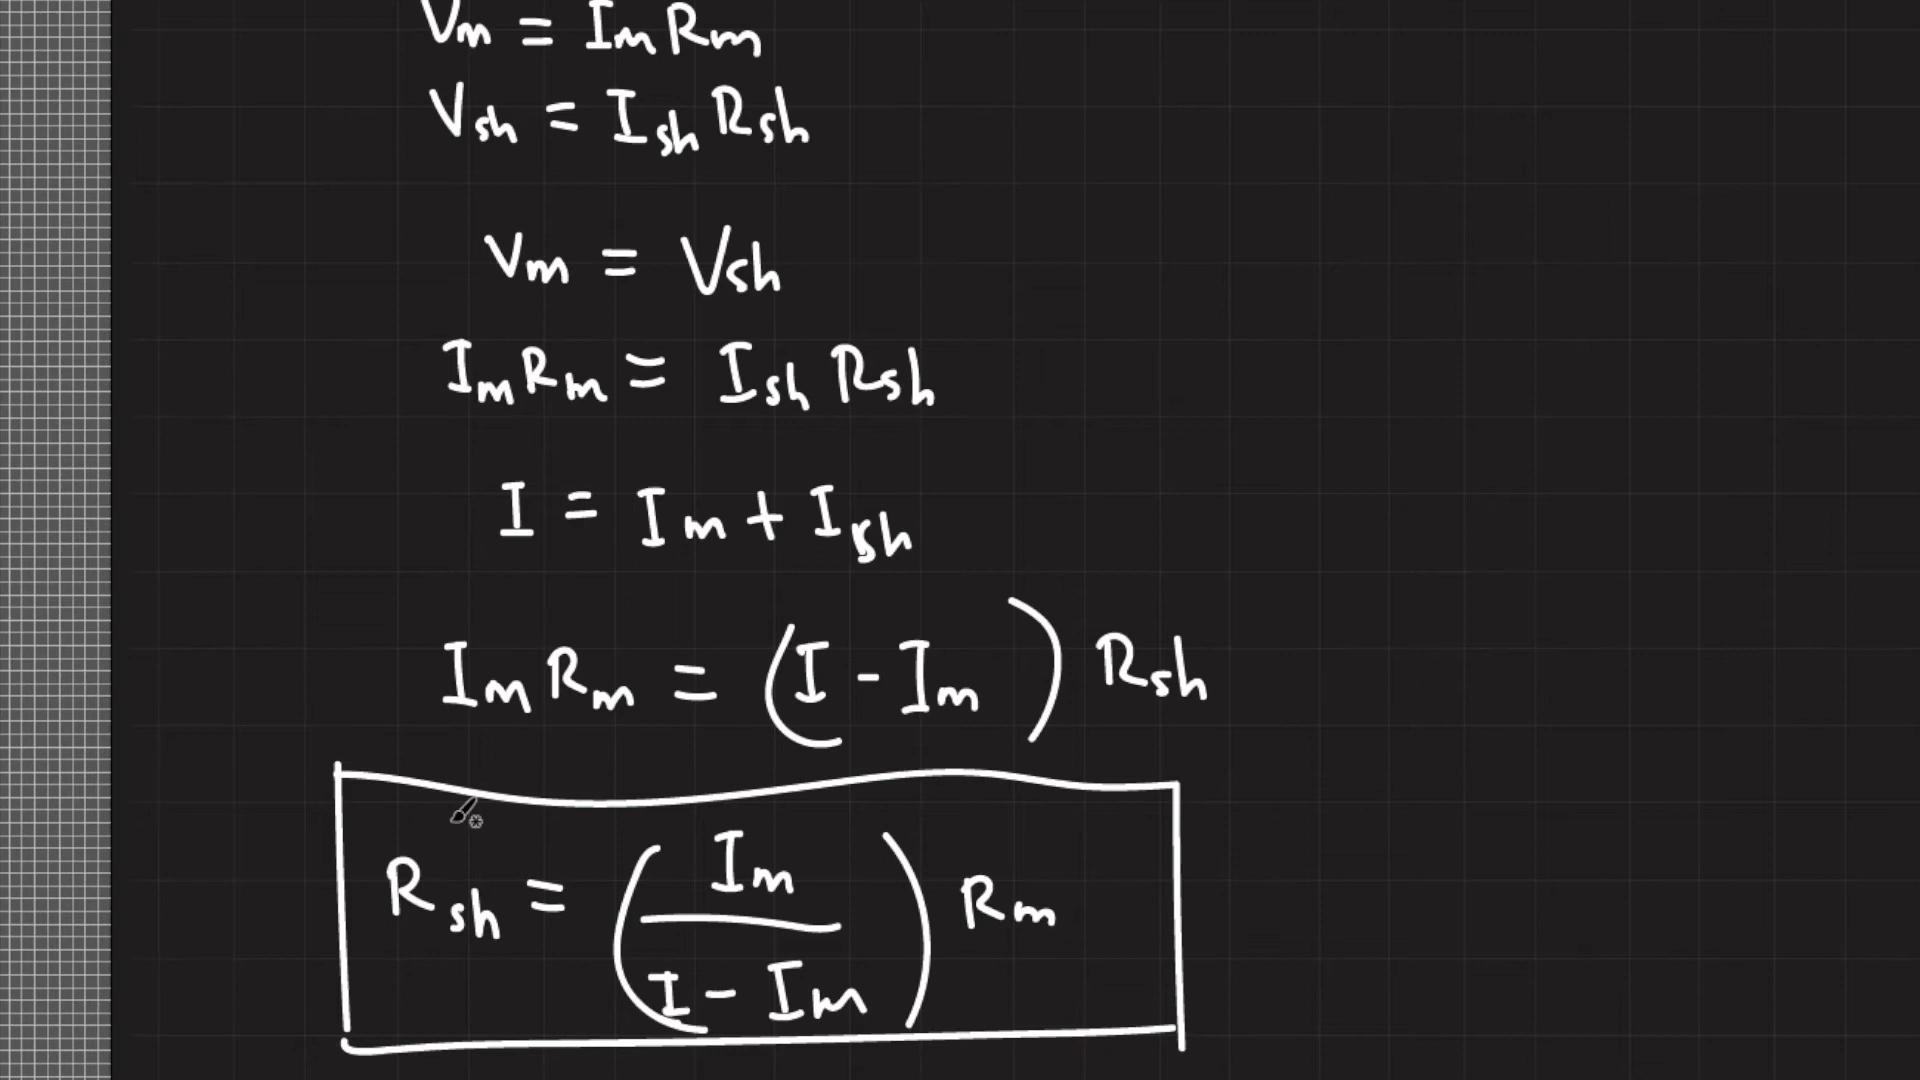 Vm = ImRm
Vsh = IshRsh
Vm = Vsh
ImRm = IshRsh
I = Im + Ish
ImRm = (I - Im) Rsh
Rsh = (Im / I - Im) Rm